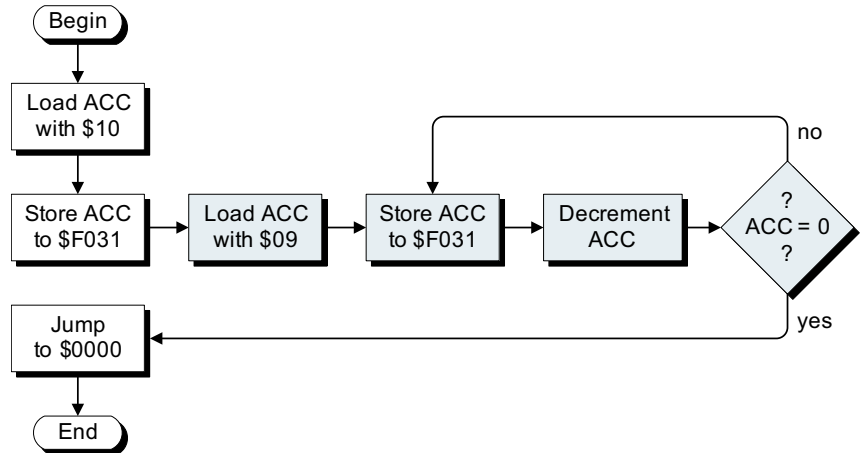 Begin
Load ACC
with $10
Store ACC
to $F031
Load ACC
with $09
Store ACC
to $F031
Decrement
ACC
?
ACC = 0
?
no
yes
Jump
to $0000
End